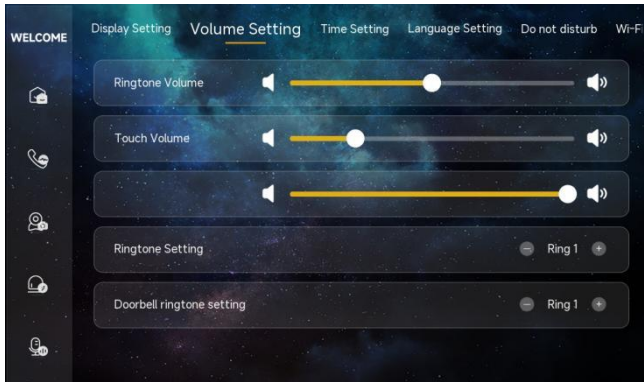 WELCOME
Display Setting Volume Setting Time Setting Language Setting Do not disturb Wi-Fi
Ringtone Volume
Touch Volume
Ringtone Setting Ring 1
Doorbell ringtone setting Ring 1